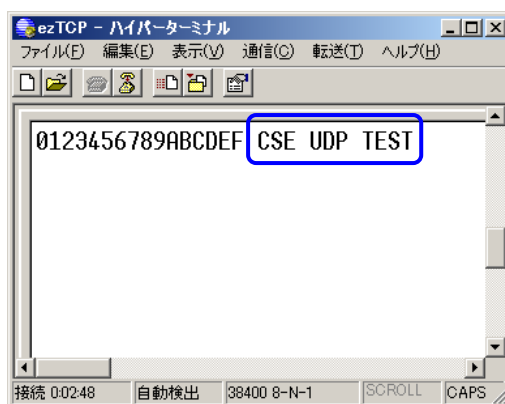 ezTCP - ハイパーターミナル
ファイル(F) 編集(E) 表示(V) 通信(C) 転送(T) ヘルプ(H)
0123456789ABCDEF CSE UDP TEST
接続 0:02:48 自動検出 38400 8-N-1 SCROLL CAPS